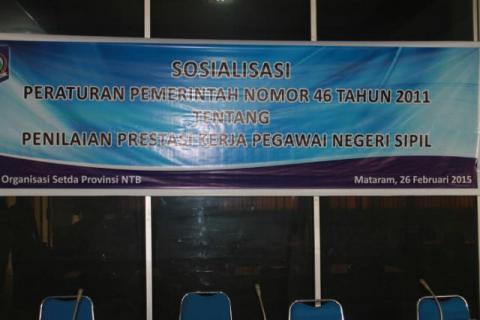 SOSIALISASI
PERATURAN PEMERINTAH NOMOR 46 TAHUN 2011
TENTANG
PENILAIAN PRESTASI KERJA PEGAWAI NEGERI SIPIL
Organisasi Setda Provinsi NTB
Mataram, 26 Februari 2015